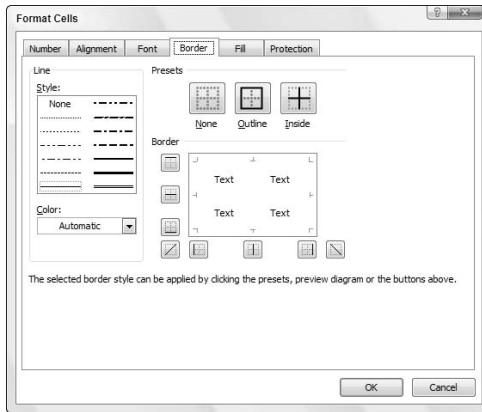 Format Cells
Number Alignment Font Border Fill Protection
Line
Style:
None
Color:
Automatic
Presets
None Outline Inside
Border
Text Text
Text Text
The selected border style can be applied by clicking the presets, preview diagram or the buttons above.
OK Cancel